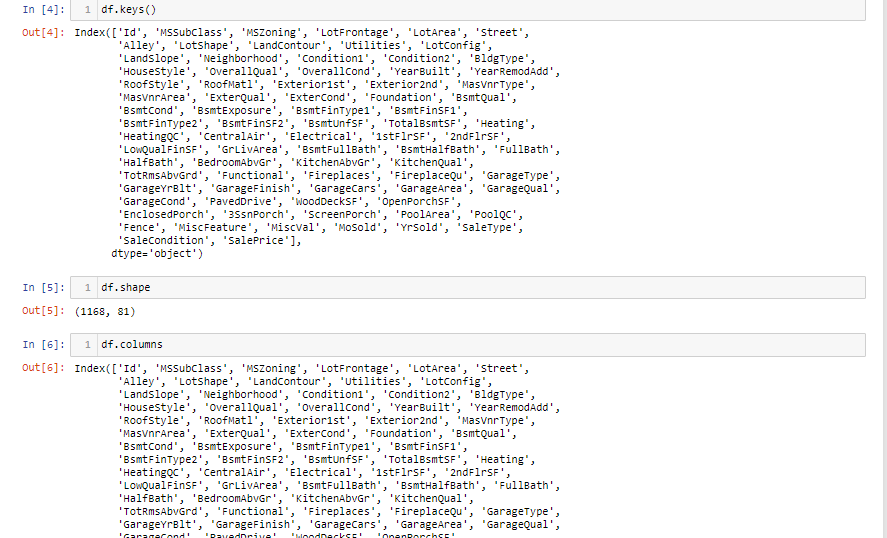 In [4]: 1 df.keys()
Out[4]: Index(['Id', 'MSSubClass', 'MSZoning', 'LotFrontage', 'LotArea', 'Street',
'Alley', 'LotShape', 'LandContour', 'Utilities', 'LotConfig',
'LandSlope', 'Neighborhood', 'Condition1', 'Condition2', 'BldgType',
'HouseStyle', 'OverallQual', 'OverallCond', 'YearBuilt', 'YearRemodAdd',
'RoofStyle', 'RoofMatl', 'Exterior1st', 'Exterior2nd', 'MasVnrType',
'MasVnrArea', 'ExterQual', 'ExterCond', 'Foundation', 'BsmtQual',
'BsmtCond', 'BsmtExposure', 'BsmtFinType1', 'BsmtFinSF1',
'BsmtFinType2', 'BsmtFinSF2', 'BsmtUnfSF', 'TotalBsmtSF', 'Heating',
'HeatingQC', 'CentralAir', 'Electrical', '1stFlrSF', '2ndFlrSF',
'LowQualFinSF', 'GrLivArea', 'BsmtFullBath', 'BsmtHalfBath', 'FullBath',
'HalfBath', 'BedroomAbvGr', 'KitchenAbvGr', 'KitchenQual',
'TotRmsAbvGrd', 'Functional', 'Fireplaces', 'FireplaceQu', 'GarageType',
'GarageYrBlt', 'GarageFinish', 'GarageCars', 'GarageArea', 'GarageQual',
'GarageCond', 'PavedDrive', 'WoodDeckSF', 'OpenPorchSF',
'EnclosedPorch', '3SsnPorch', 'ScreenPorch', 'PoolArea', 'PoolQC',
'Fence', 'MiscFeature', 'MiscVal', 'MoSold', 'YrSold', 'SaleType',
'SaleCondition', 'SalePrice'],
dtype='object')
In [5]: 1 df.shape
Out[5]: (1168, 81)
In [6]: 1 df.columns
Out[6]: Index(['Id', 'MSSubClass', 'MSZoning', 'LotFrontage', 'LotArea', 'Street',
'Alley', 'LotShape', 'LandContour', 'Utilities', 'LotConfig',
'LandSlope', 'Neighborhood', 'Condition1', 'Condition2', 'BldgType',
'HouseStyle', 'OverallQual', 'OverallCond', 'YearBuilt', 'YearRemodAdd',
'RoofStyle', 'RoofMatl', 'Exterior1st', 'Exterior2nd', 'MasVnrType',
'MasVnrArea', 'ExterQual', 'ExterCond', 'Foundation', 'BsmtQual',
'BsmtCond', 'BsmtExposure', 'BsmtFinType1', 'BsmtFinSF1',
'BsmtFinType2', 'BsmtFinSF2', 'BsmtUnfSF', 'TotalBsmtSF', 'Heating',
'HeatingQC', 'CentralAir', 'Electrical', '1stFlrSF', '2ndFlrSF',
'LowQualFinSF', 'GrLivArea', 'BsmtFullBath', 'BsmtHalfBath', 'FullBath',
'HalfBath', 'BedroomAbvGr', 'KitchenAbvGr', 'KitchenQual',
'TotRmsAbvGrd', 'Functional', 'Fireplaces', 'FireplaceQu', 'GarageType',
'GarageYrBlt', 'GarageFinish', 'GarageCars', 'GarageArea', 'GarageQual',
'GarageCond', 'PavedDrive', 'WoodDeckSF', 'OpenPorchSF',